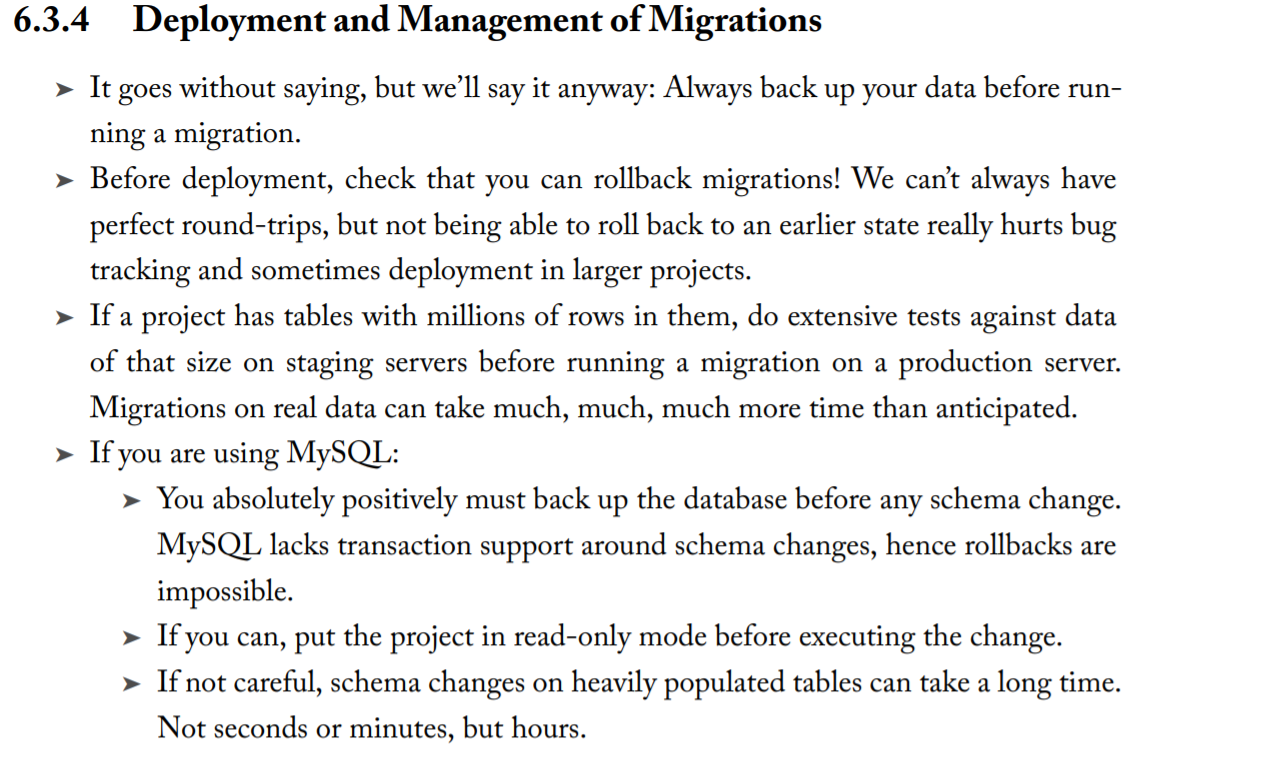 6.3.4 Deployment and Management of Migrations
➤ It goes without saying, but we’ll say it anyway: Always back up your data before run-
ning a migration.
➤ Before deployment, check that you can rollback migrations! We can’t always have
perfect round-trips, but not being able to roll back to an earlier state really hurts bug
tracking and sometimes deployment in larger projects.
➤ If a project has tables with millions of rows in them, do extensive tests against data
of that size on staging servers before running a migration on a production server.
Migrations on real data can take much, much, much more time than anticipated.
➤ If you are using MySQL:
➤ You absolutely positively must back up the database before any schema change.
MySQL lacks transaction support around schema changes, hence rollbacks are
impossible.
➤ If you can, put the project in read-only mode before executing the change.
➤ If not careful, schema changes on heavily populated tables can take a long time.
Not seconds or minutes, but hours.